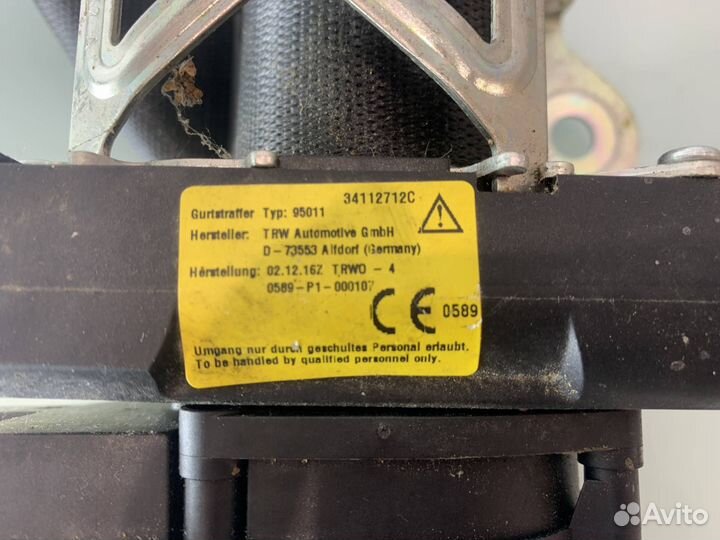 34112712C
Gurtstraffer Typ: 95011
Hersteller: TRW Automotive GmbH
D-73553 Alfdorf (Germany)
Herstellung: 02.12.16Z TRWO - 4
0589-P1-000107
CE 0589
Umgang nur durch geschultes Personal erlaubt.
To be handled by qualified personnel only.
Avito